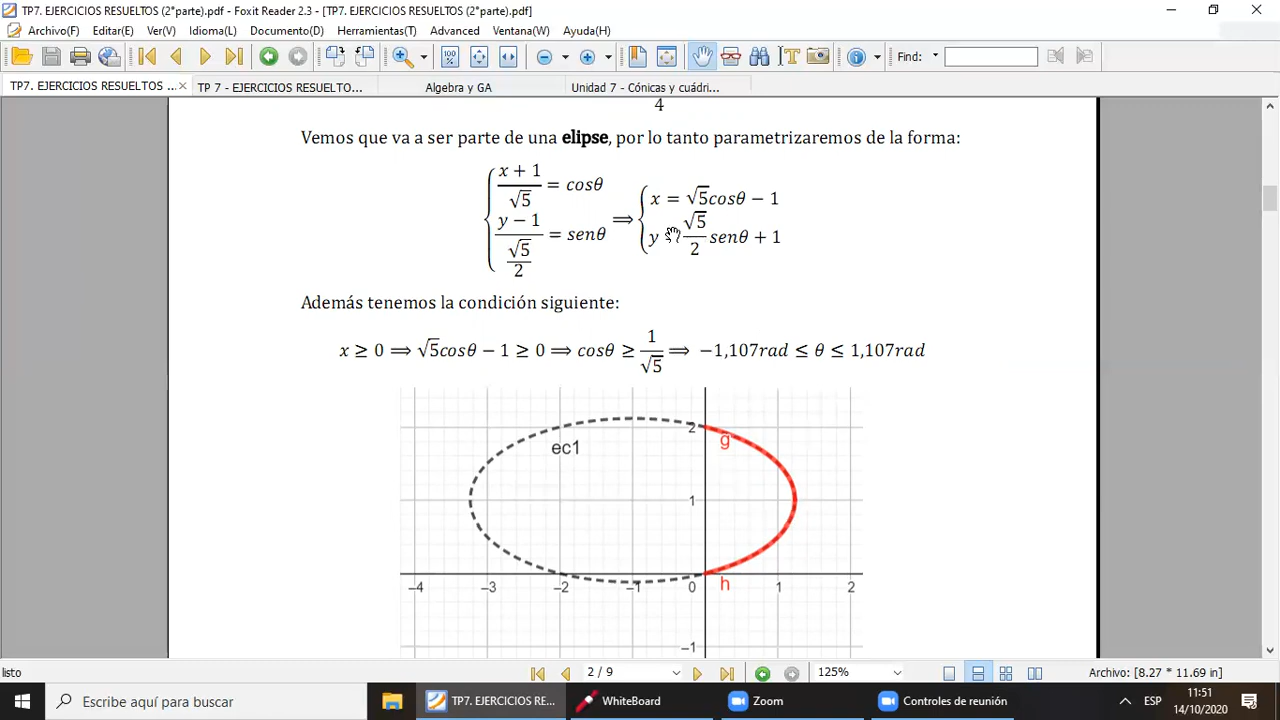 TP7. EJERCICIOS RESUELTOS (2°parte).pdf - Foxit Reader 2.3 - [TP7. EJERCICIOS RESUELTOS (2°parte).pdf]
Archivo(F) Editar(E) Ver(V) Idioma(L) Documento(D) Herramientas(T) Advanced Ventana(W) Ayuda(H)
Find:
TP7. EJERCICIOS RESUELTOS ... TP 7 - EJERCICIOS RESUELTO... Algebra y GA Unidad 7 - Cónicas y cuádri...
4
Vemos que va a ser parte de una elipse, por lo tanto parametrizaremos de la forma:
{ (x + 1)/√5 = cosθ ⟹ { x = √5cosθ − 1
(y − 1)/(√5/2) = senθ y √5/2 senθ + 1
Además tenemos la condición siguiente:
x ≥ 0 ⟹ √5cosθ − 1 ≥ 0 ⟹ cosθ ≥ 1/√5 ⟹ −1,107rad ≤ θ ≤ 1,107rad
2
g
ec1
1
−4 −3 −2 −1 0 h 1 2
−1
listo 2 / 9 125% Archivo: [8.27 * 11.69 in]
Escribe aquí para buscar TP7. EJERCICIOS RE... WhiteBoard Zoom Controles de reunión ESP 11:51
14/10/2020